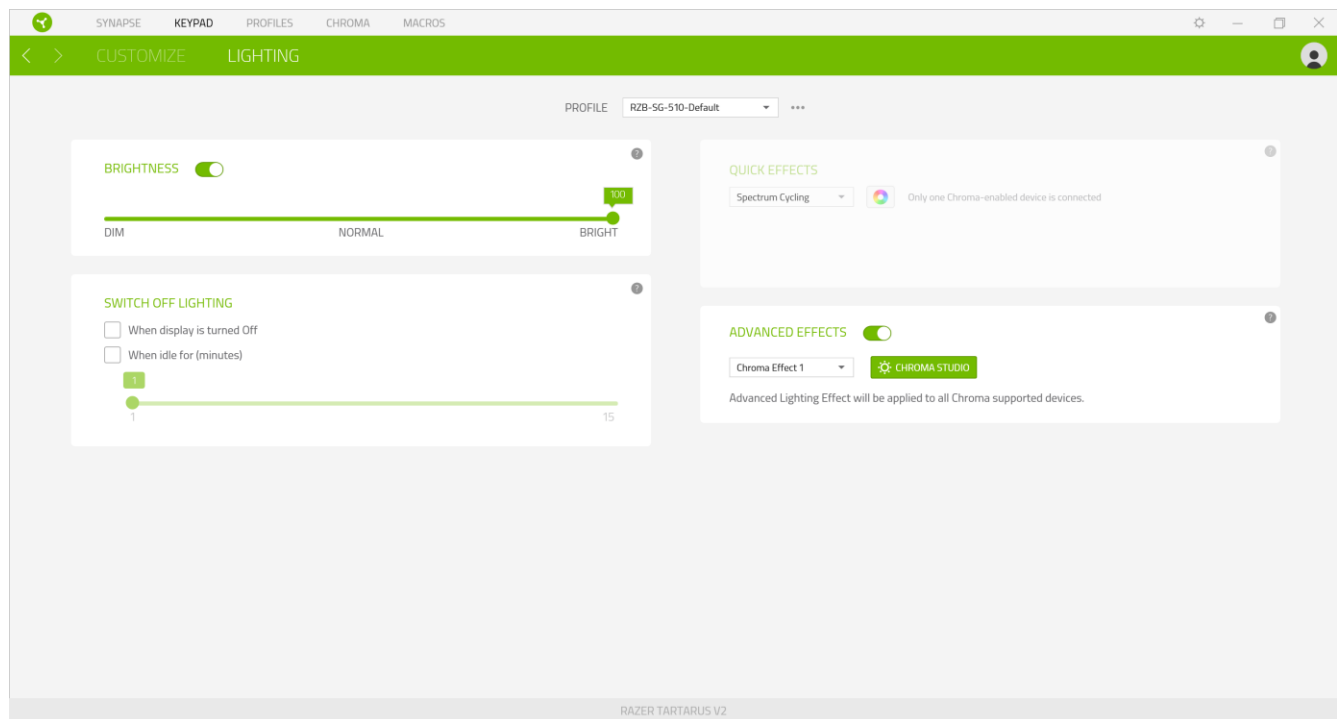 SYNAPSE KEYPAD PROFILES CHROMA MACROS
CUSTOMIZE LIGHTING
PROFILE RZB-SG-510-Default
BRIGHTNESS
100
DIM NORMAL BRIGHT
SWITCH OFF LIGHTING
When display is turned Off
When idle for (minutes)
1
1 15
QUICK EFFECTS
Spectrum Cycling Only one Chroma-enabled device is connected
ADVANCED EFFECTS
Chroma Effect 1 CHROMA STUDIO
Advanced Lighting Effect will be applied to all Chroma supported devices.
RAZER TARTARUS V2